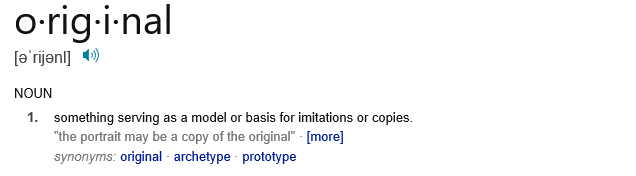 o·rig·i·nal
[əˈrijənl]
NOUN
1. something serving as a model or basis for imitations or copies.
"the portrait may be a copy of the original" · [more]
synonyms: original · archetype · prototype